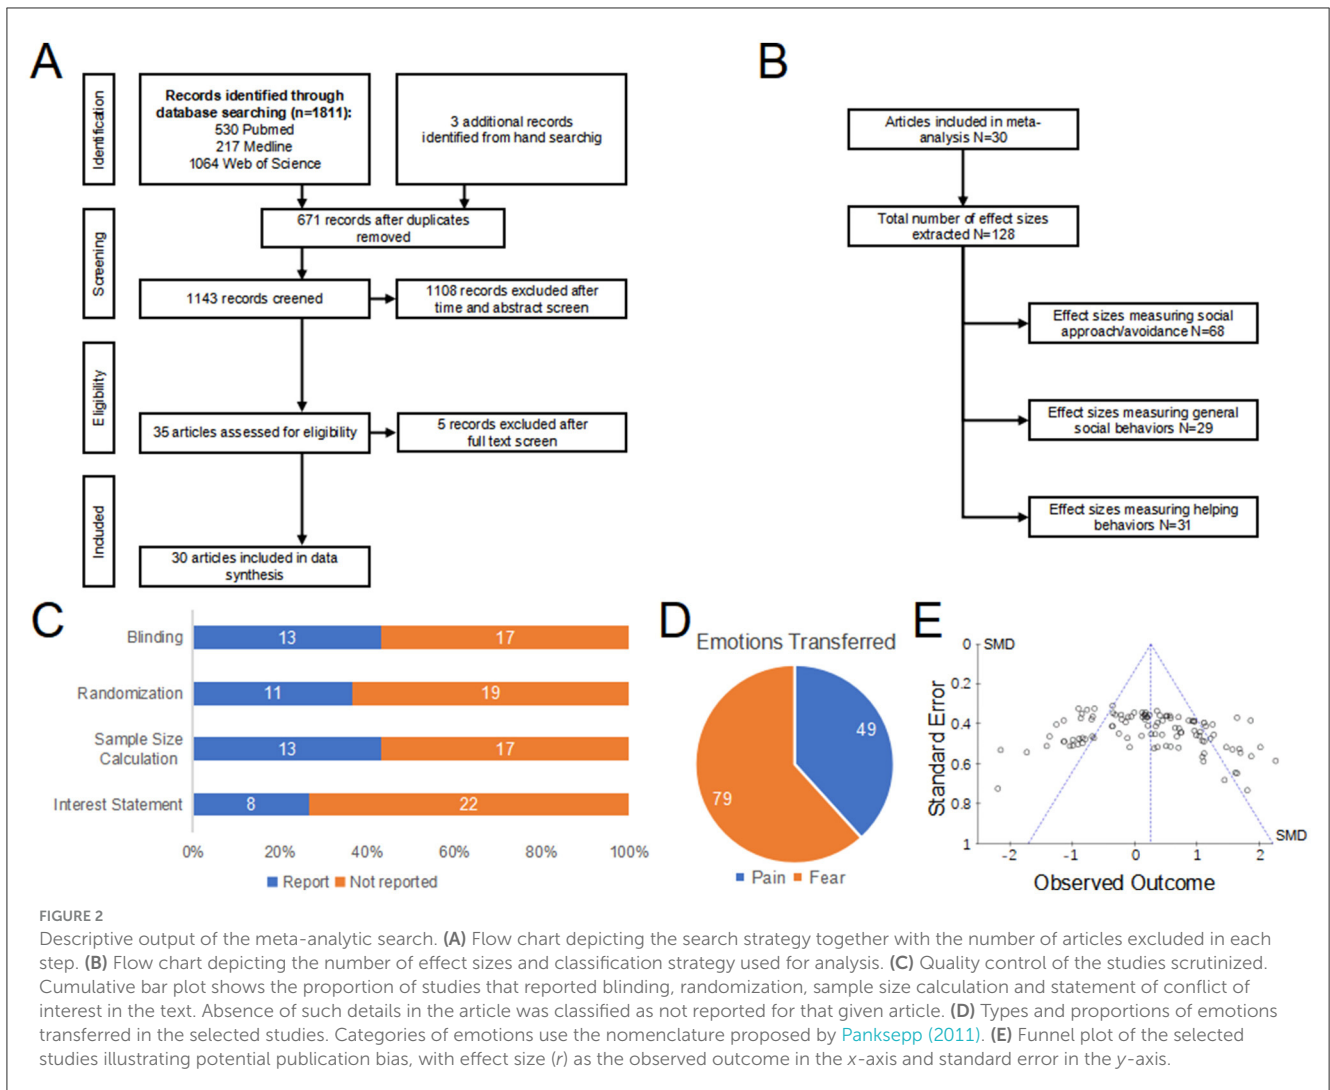 A
Identification
Records identified through
database searching (n=1811):
530 Pubmed
217 Medline
1064 Web of Science
3 additional records
identified from hand searchig
Screening
671 records after duplicates
removed
1143 records creened
1108 records excluded after
time and abstract screen
Eligibility
35 articles assessed for eligibility
5 records excluded after
full text screen
Included
30 articles included in data
synthesis
B
Articles included in meta-
analysis N=30
Total number of effect sizes
extracted N=128
Effect sizes measuring social
approach/avoidance N=68
Effect sizes measuring general
social behaviors N=29
Effect sizes measuring helping
behaviors N=31
C
Blinding 13 17
Randomization 11 19
Sample Size
Calculation 13 17
Interest Statement 8 22
0% 20% 40% 60% 80% 100%
Report Not reported
D
Emotions Transferred
49
79
Pain Fear
E
0 SMD
0.2
0.4
0.6
0.8
1
Standard Error
SMD
-2 -1 0 1 2
Observed Outcome
FIGURE 2
Descriptive output of the meta-analytic search. (A) Flow chart depicting the search strategy together with the number of articles excluded in each
step. (B) Flow chart depicting the number of effect sizes and classification strategy used for analysis. (C) Quality control of the studies scrutinized.
Cumulative bar plot shows the proportion of studies that reported blinding, randomization, sample size calculation and statement of conflict of
interest in the text. Absence of such details in the article was classified as not reported for that given article. (D) Types and proportions of emotions
transferred in the selected studies. Categories of emotions use the nomenclature proposed by Panksepp (2011). (E) Funnel plot of the selected
studies illustrating potential publication bias, with effect size (r) as the observed outcome in the x-axis and standard error in the y-axis.